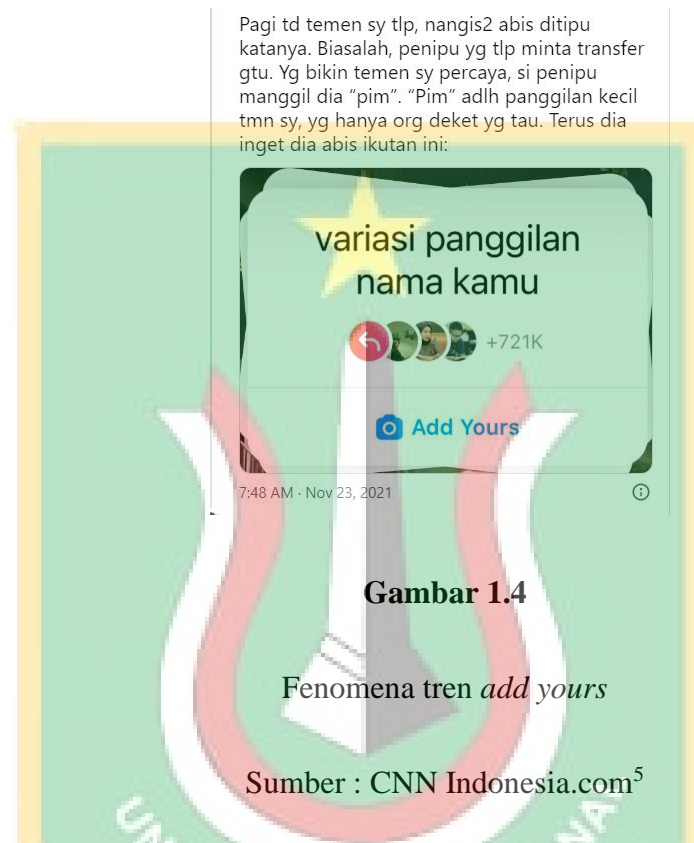 Pagi td temen sy tlp, nangis2 abis ditipu
katanya. Biasalah, penipu yg tlp minta transfer
gtu. Yg bikin temen sy percaya, si penipu
manggil dia “pim”. “Pim” adlh panggilan kecil
tmn sy, yg hanya org deket yg tau. Terus dia
inget dia abis ikutan ini:
variasi panggilan
nama kamu
+721K
Add Yours
7:48 AM · Nov 23, 2021
Gambar 1.4
Fenomena tren add yours
Sumber : CNN Indonesia.com⁵